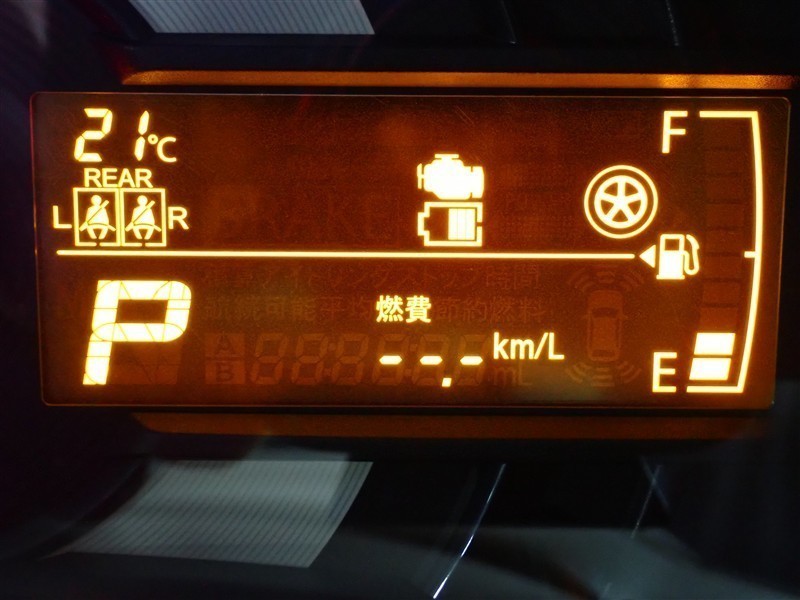 21℃
F
REAR
L R
P
燃費
--.- km/L
E